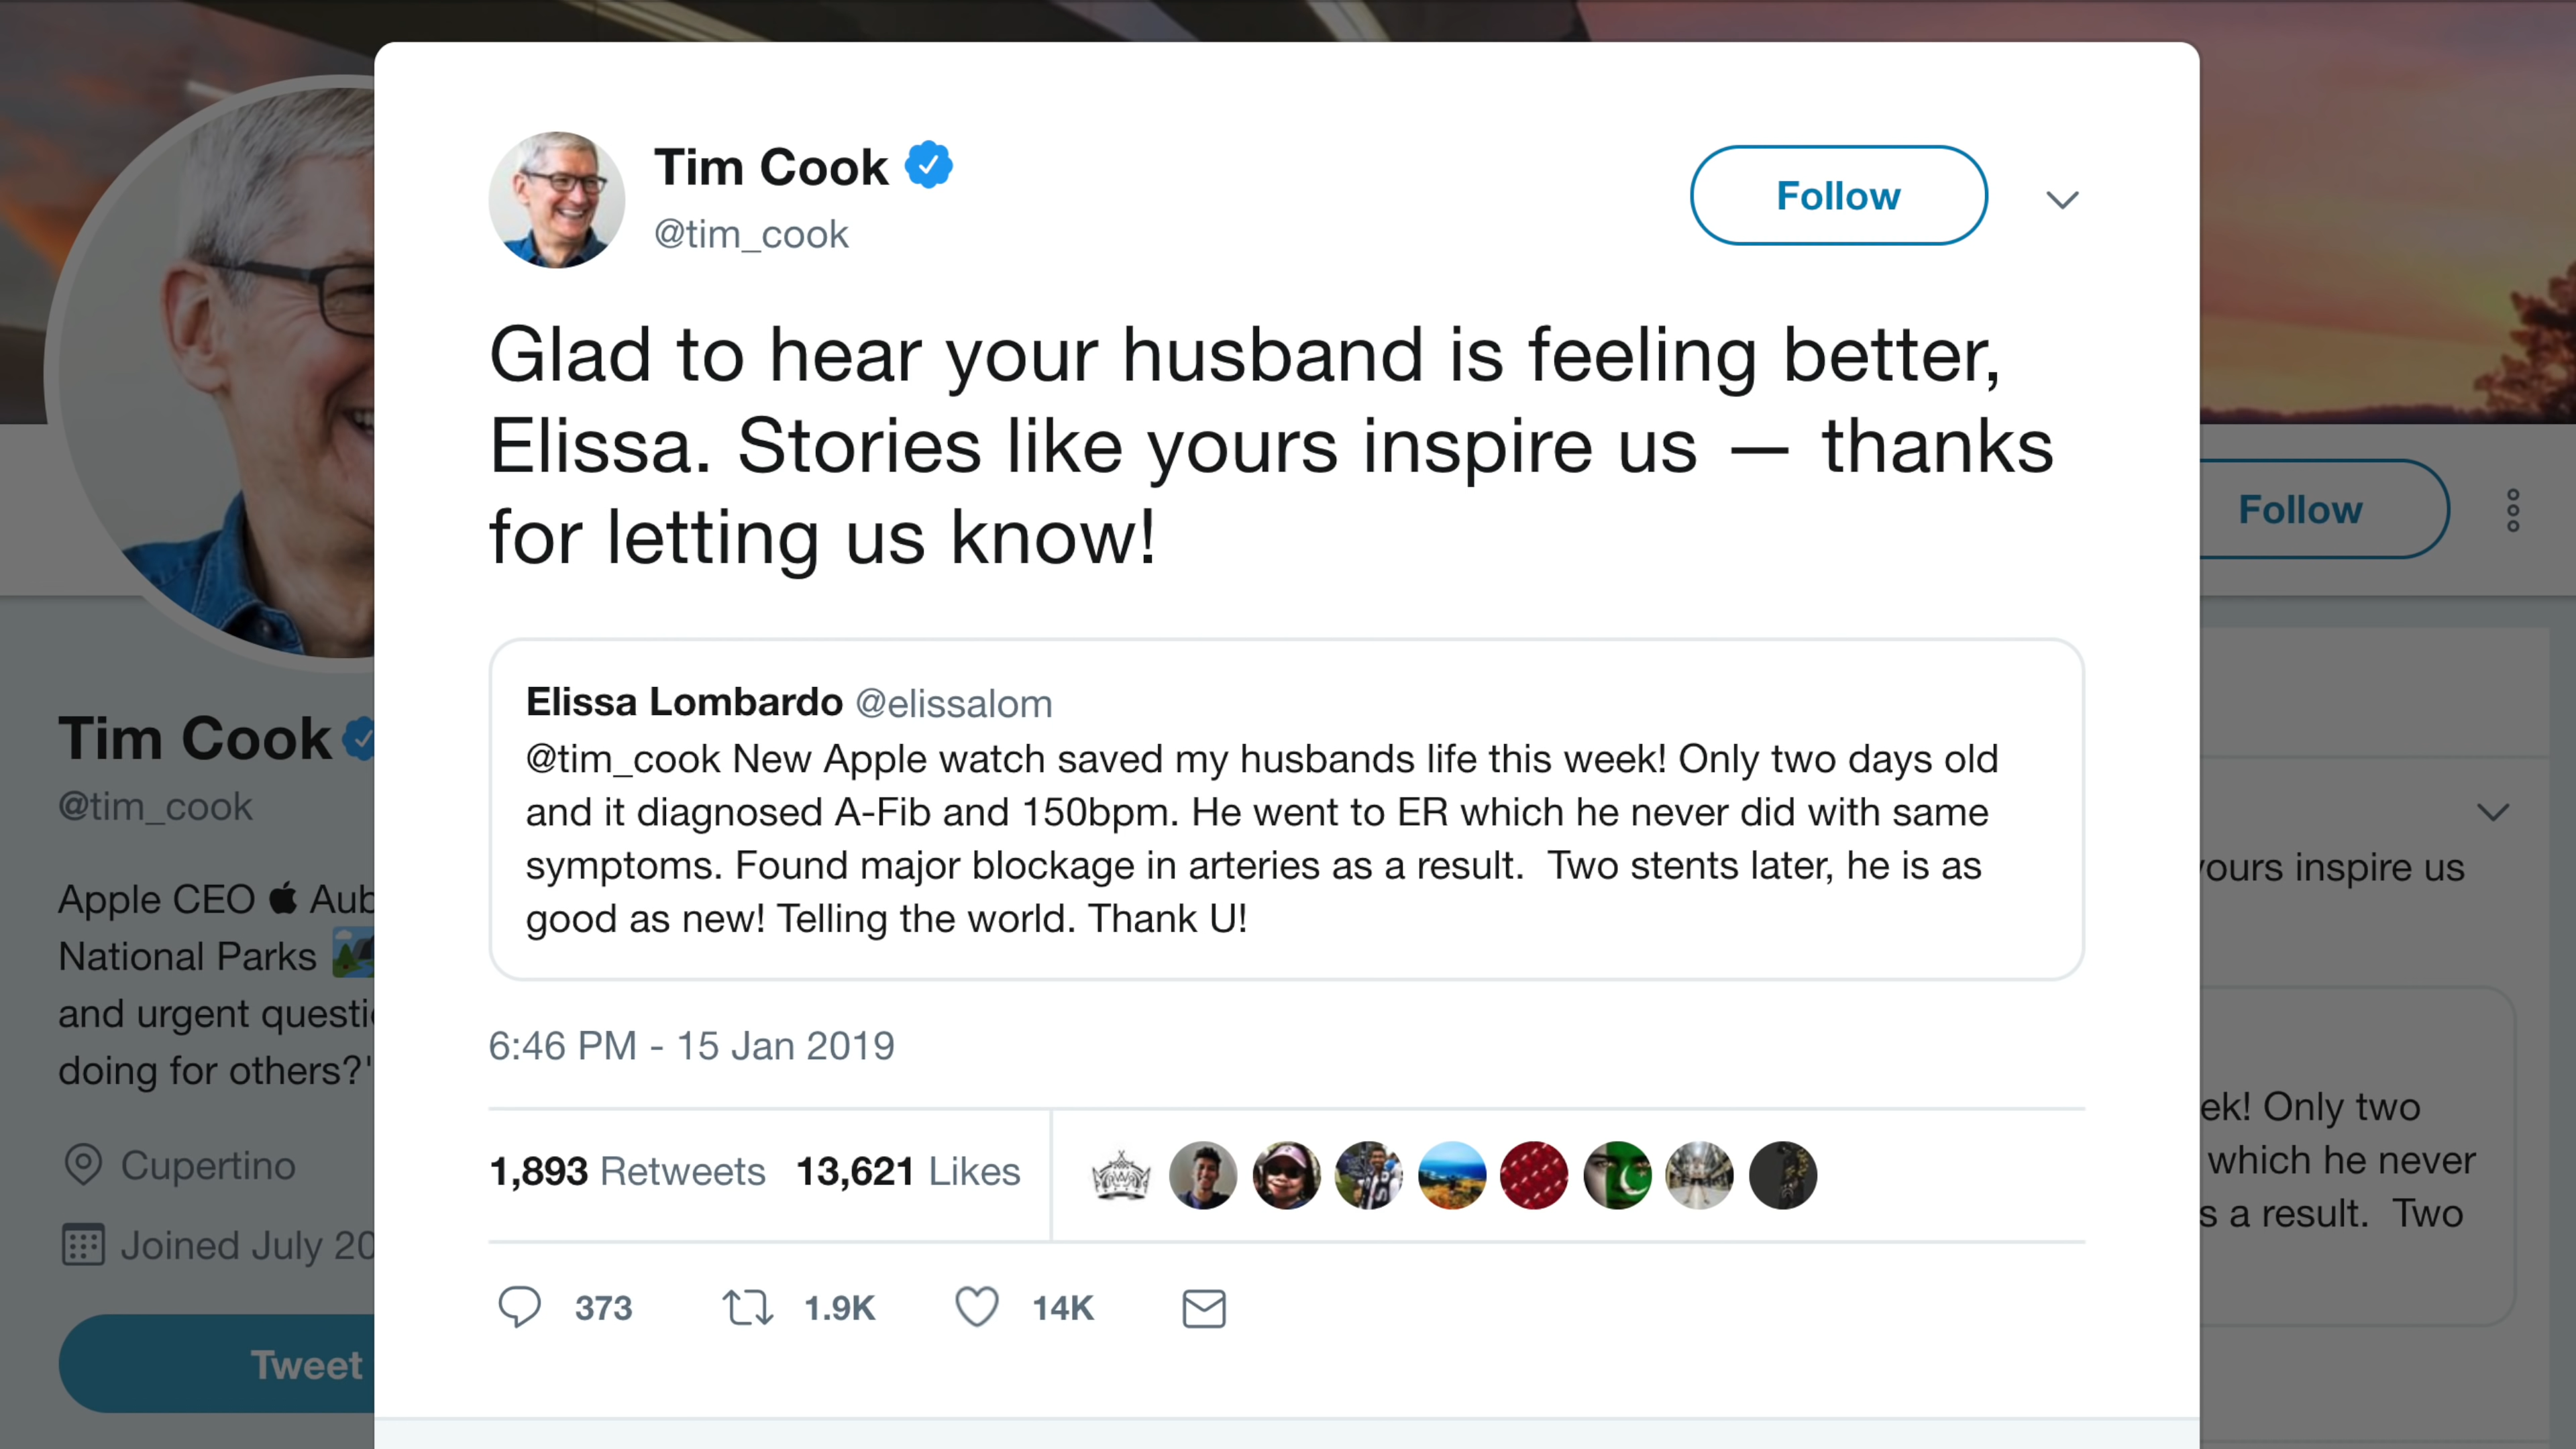 Tim Cook
@tim_cook
Follow
Glad to hear your husband is feeling better,
Elissa. Stories like yours inspire us — thanks
for letting us know!
Elissa Lombardo @elissalom
@tim_cook New Apple watch saved my husbands life this week! Only two days old
and it diagnosed A-Fib and 150bpm. He went to ER which he never did with same
symptoms. Found major blockage in arteries as a result.  Two stents later, he is as
good as new! Telling the world. Thank U!
6:46 PM - 15 Jan 2019
1,893 Retweets 13,621 Likes
373 1.9K 14K
Tim Cook
@tim_cook
Apple CEO  Aub
National Parks
and urgent questi
doing for others?'
Cupertino
Joined July 20
Tweet
Follow
yours inspire us
ek! Only two
which he never
s a result.  Two